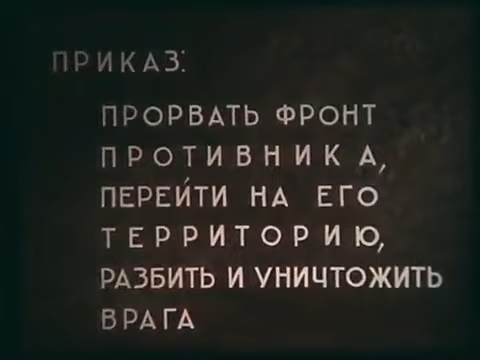 ПРИКАЗ:
ПРОРВАТЬ ФРОНТ
ПРОТИВНИКА,
ПЕРЕЙТИ НА ЕГО
ТЕРРИТОРИЮ,
РАЗБИТЬ И УНИЧТОЖИТЬ
ВРАГА